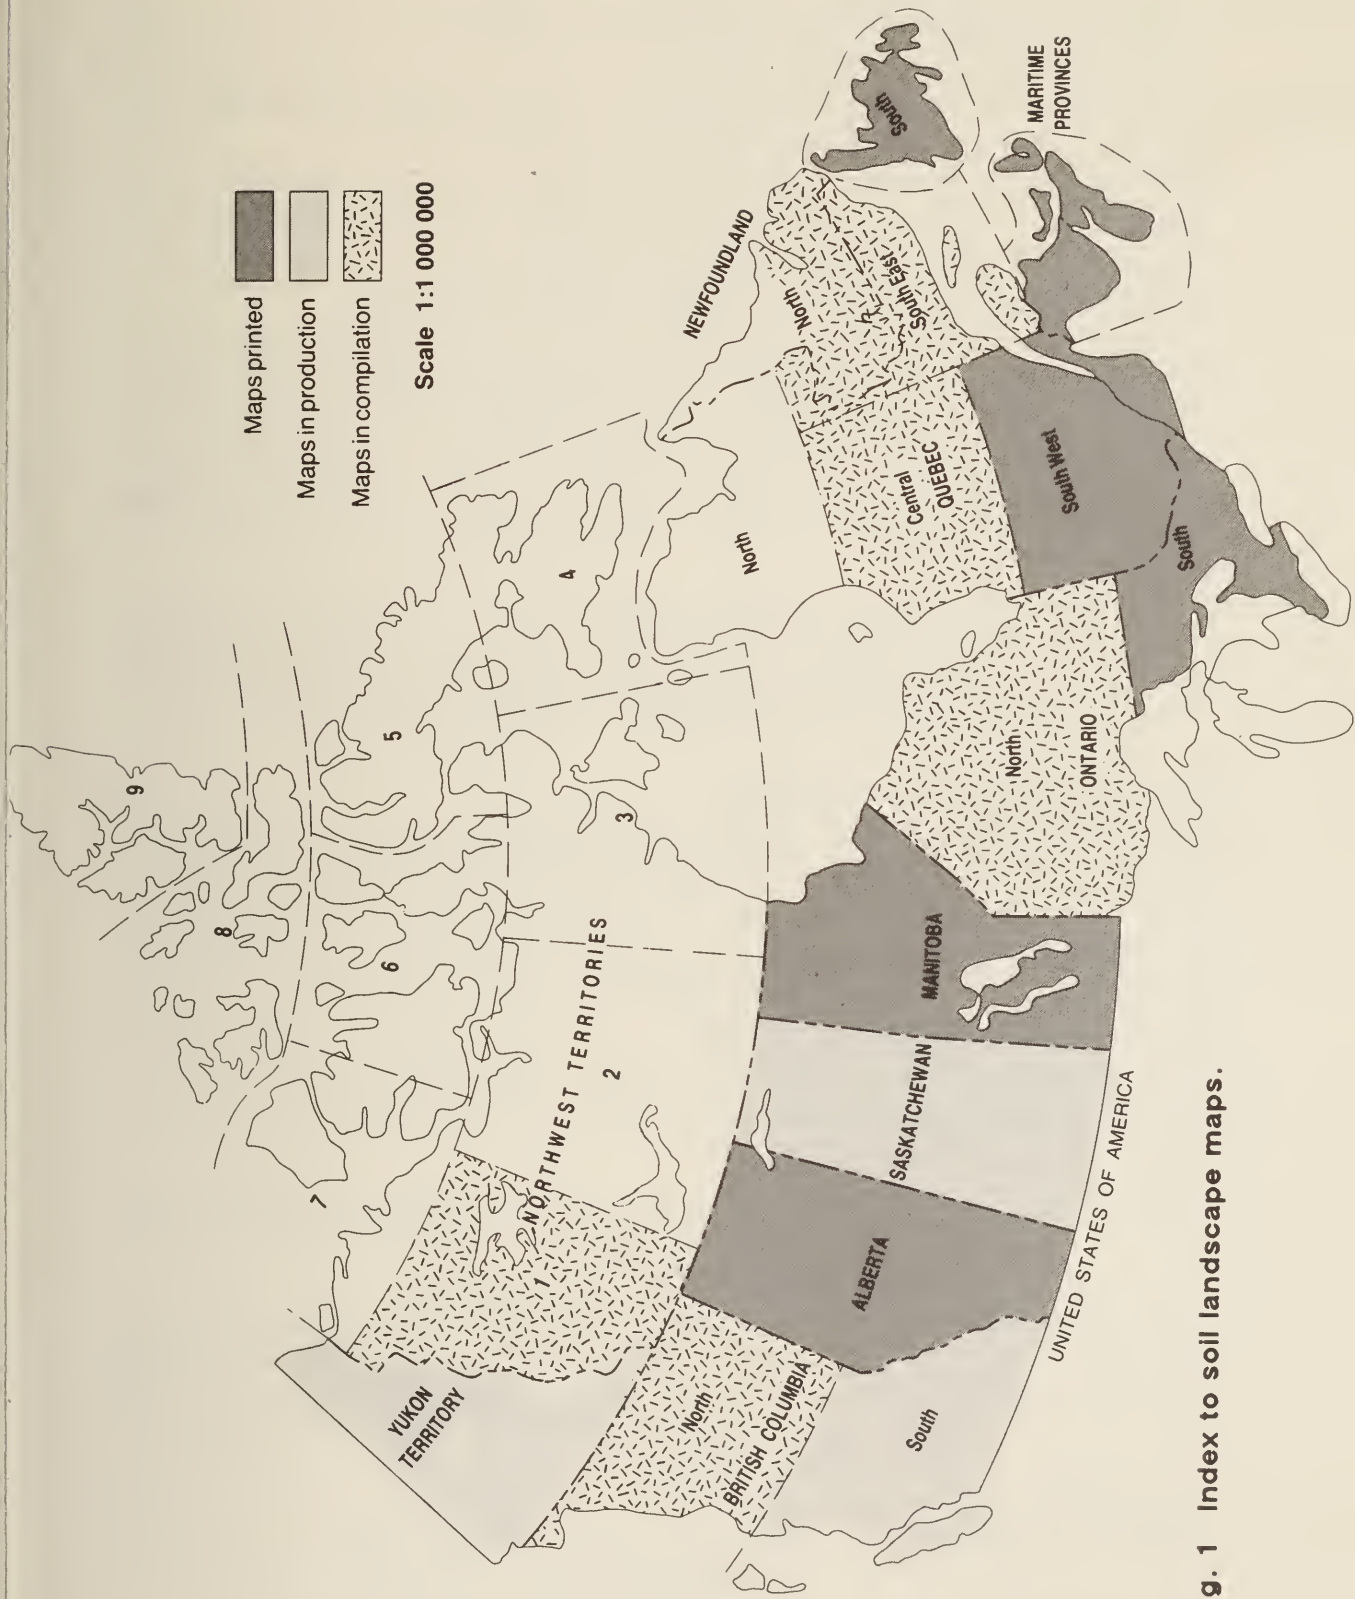 Maps printed
Maps in production
Maps in compilation
Scale 1:1 000 000
9
8
5
6
7
4
3
NORTHWEST TERRITORIES
2
1
YUKON
TERRITORY
North
BRITISH COLUMBIA
South
ALBERTA
SASKATCHEWAN
MANITOBA
North
ONTARIO
South
North
Central
QUEBEC
South West
South East
NEWFOUNDLAND
North
South
MARITIME
PROVINCES
UNITED STATES OF AMERICA
g. 1 Index to soil landscape maps.